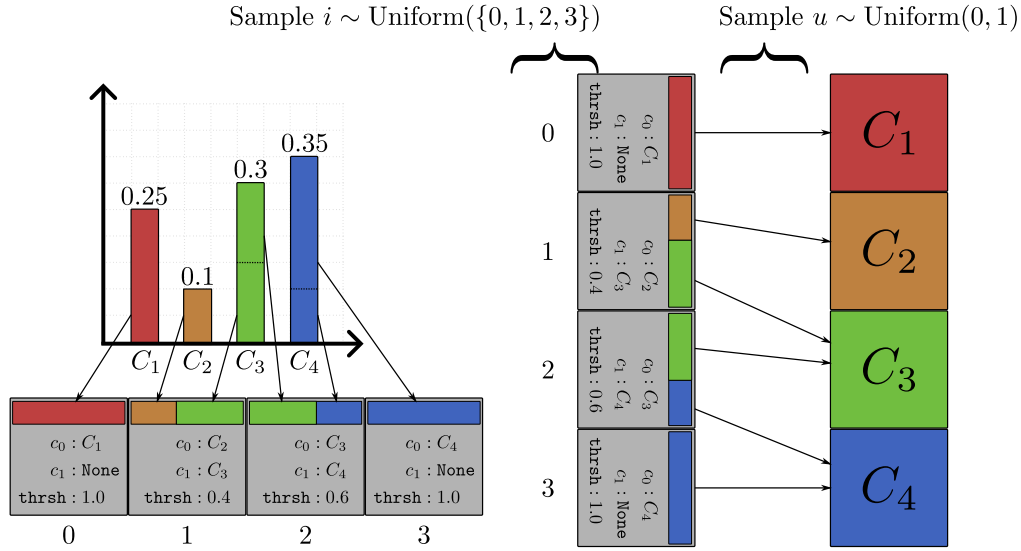 Sample i ∼ Uniform({0, 1, 2, 3})
Sample u ∼ Uniform(0, 1)
0.25
0.1
0.3
0.35
C₁
C₂
C₃
C₄
c₀ : C₁
c₁ : None
thrsh : 1.0
0
c₀ : C₂
c₁ : C₃
thrsh : 0.4
1
c₀ : C₃
c₁ : C₄
thrsh : 0.6
2
c₀ : C₄
c₁ : None
thrsh : 1.0
3
0
c₀ : C₁
c₁ : None
thrsh : 1.0
1
c₀ : C₂
c₁ : C₃
thrsh : 0.4
2
c₀ : C₃
c₁ : C₄
thrsh : 0.6
3
c₀ : C₄
c₁ : None
thrsh : 1.0
C₁
C₂
C₃
C₄